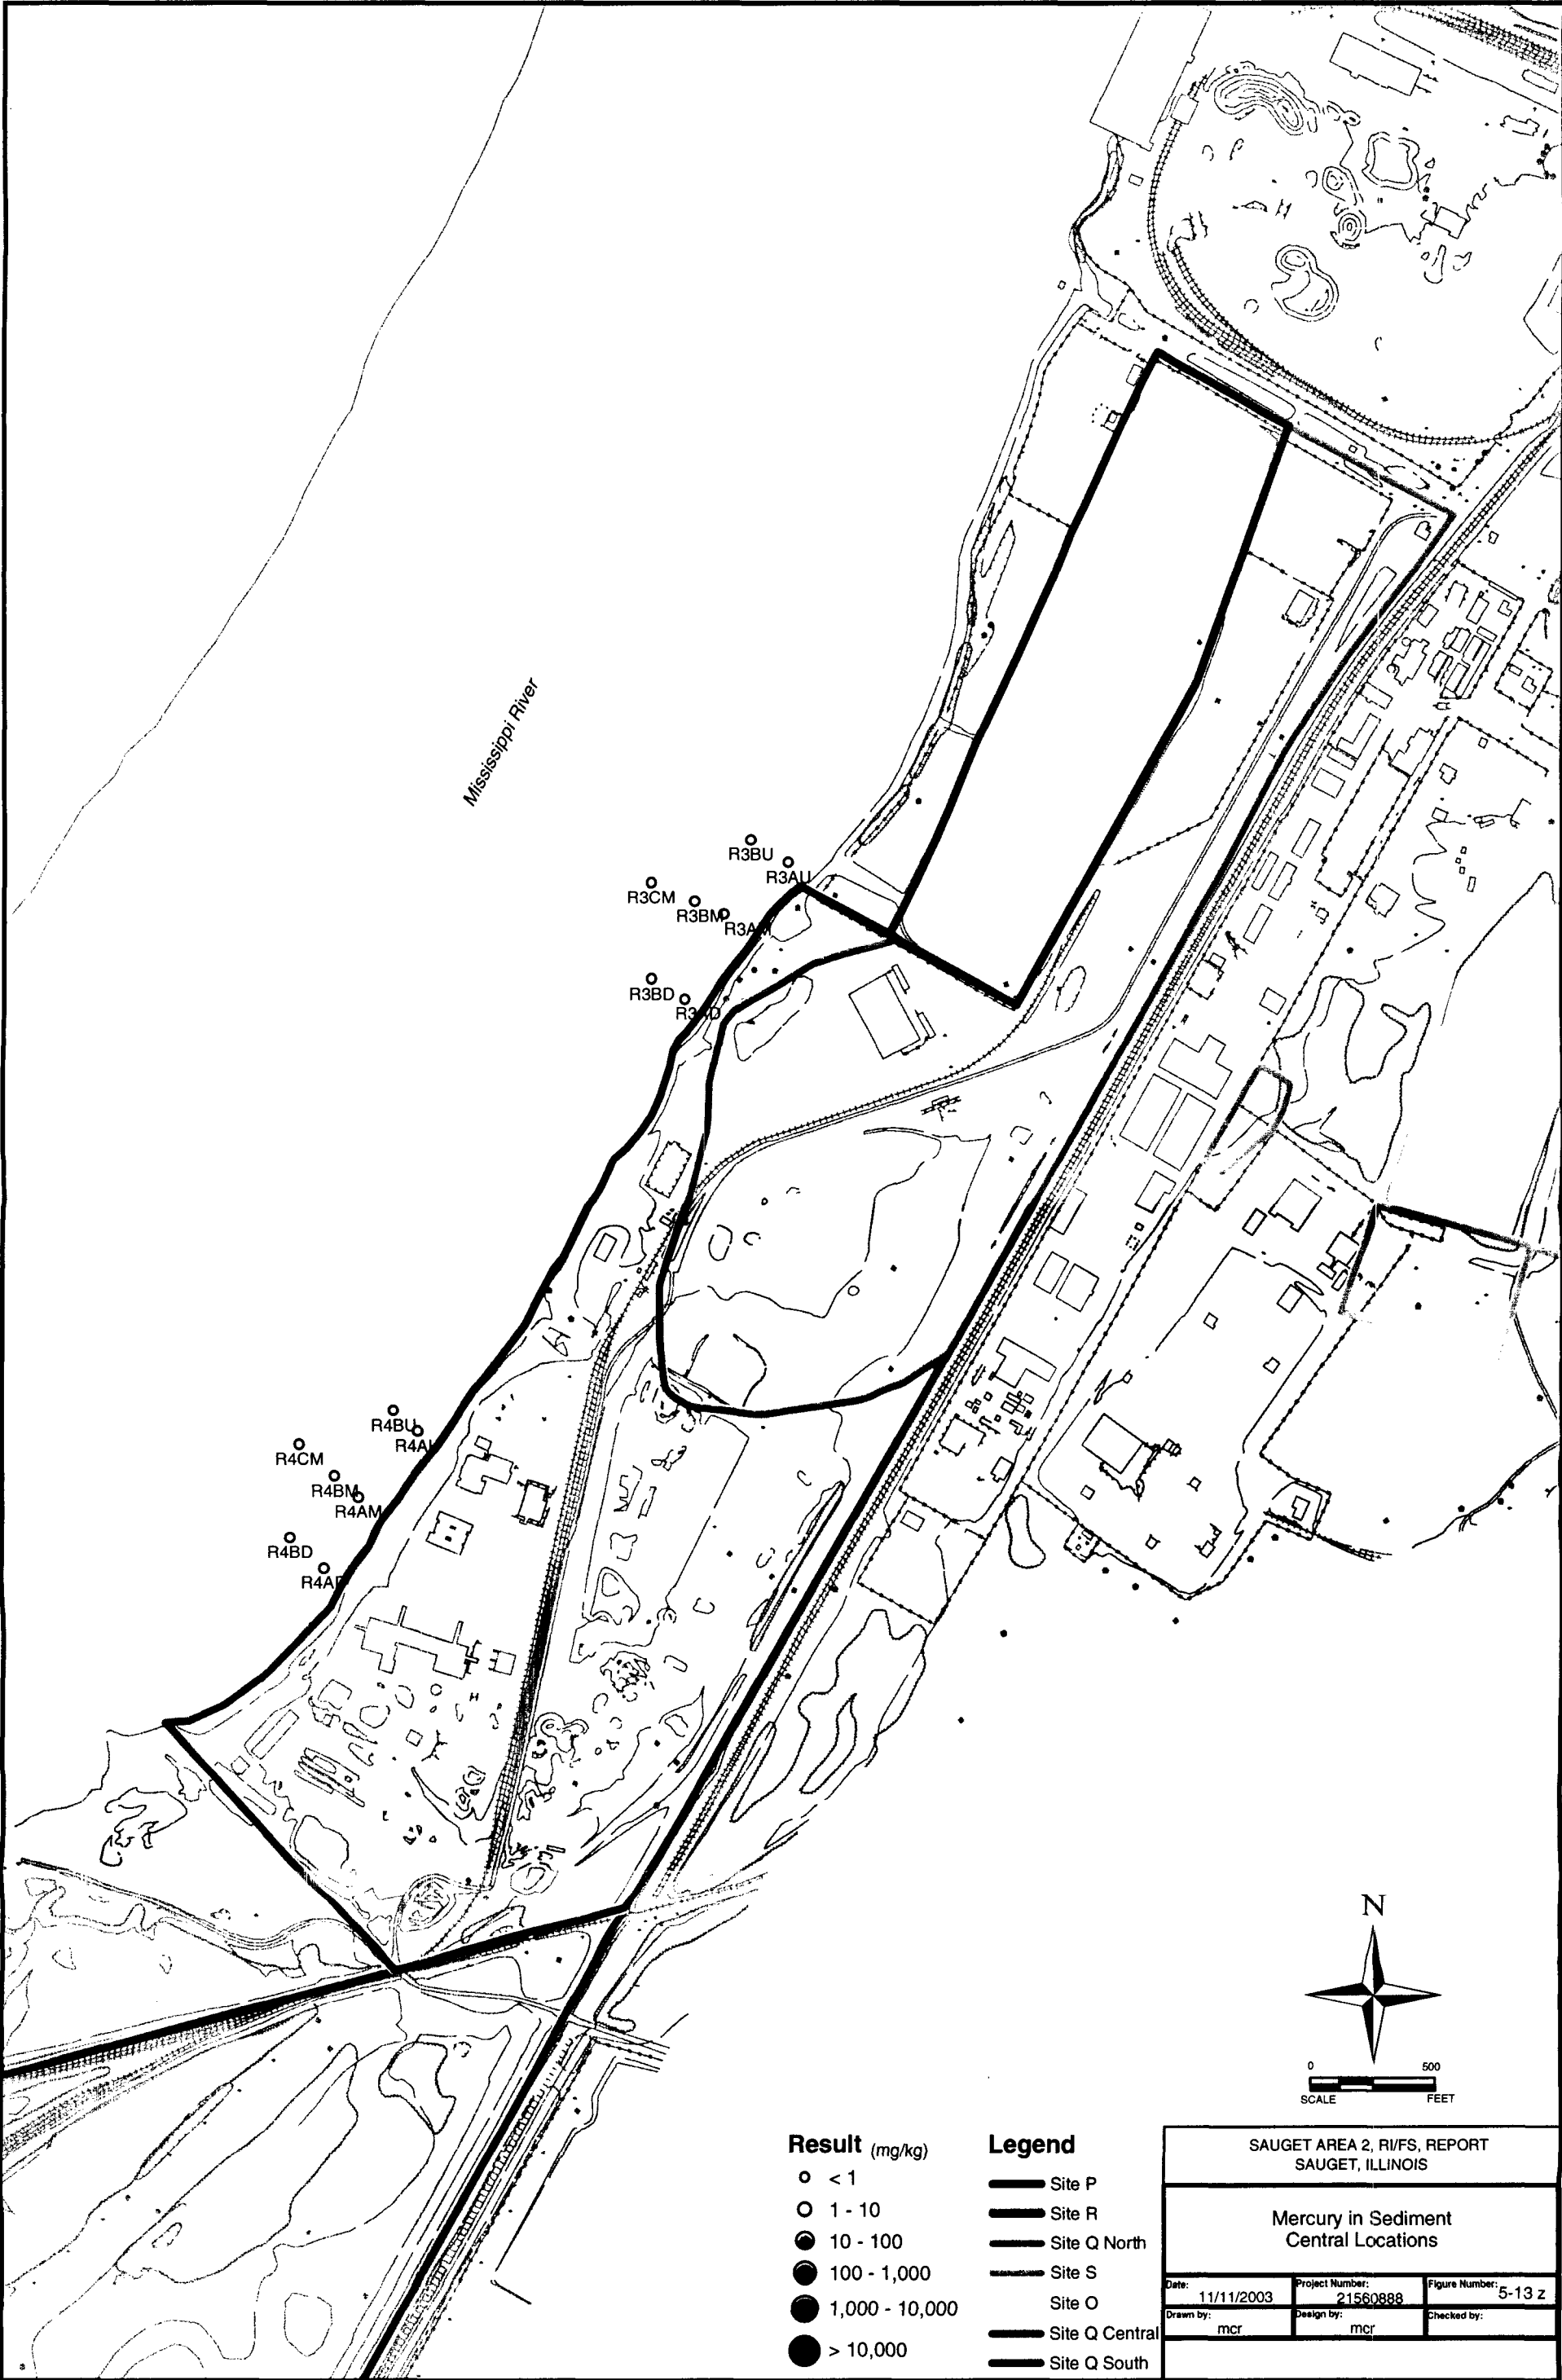 Mississippi River
R3BU
R3AU
R3CM
R3BM
R3AM
R3BD
R3AD
R4BU
R4AU
R4CM
R4BM
R4AM
R4BD
R4AD
N
0 500
SCALE FEET
Result (mg/kg)
< 1
1 - 10
10 - 100
100 - 1,000
1,000 - 10,000
> 10,000
Legend
Site P
Site R
Site Q North
Site S
Site O
Site Q Central
Site Q South
SAUGET AREA 2, RI/FS, REPORT
SAUGET, ILLINOIS
Mercury in Sediment
Central Locations
Date: 11/11/2003
Project Number: 21560888
Figure Number: 5-13 z
Drawn by: mcr
Design by: mcr
Checked by: